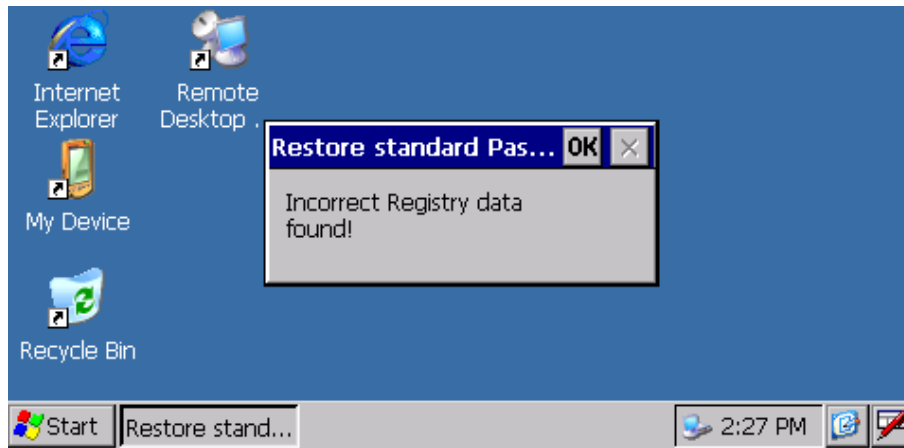 Internet
Explorer
Remote
Desktop .
My Device
Recycle Bin
Restore standard Pas... OK
Incorrect Registry data
found!
Start
Restore stand...
2:27 PM